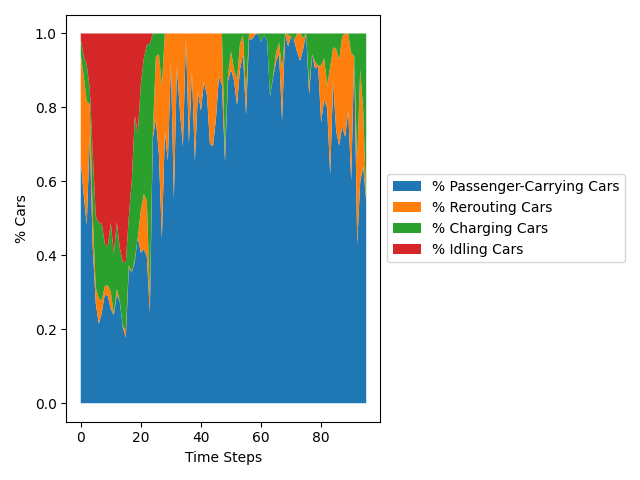 1.0
0.8
0.6
0.4
0.2
0.0
% Cars
0 20 40 60 80
Time Steps
% Passenger-Carrying Cars
% Rerouting Cars
% Charging Cars
% Idling Cars